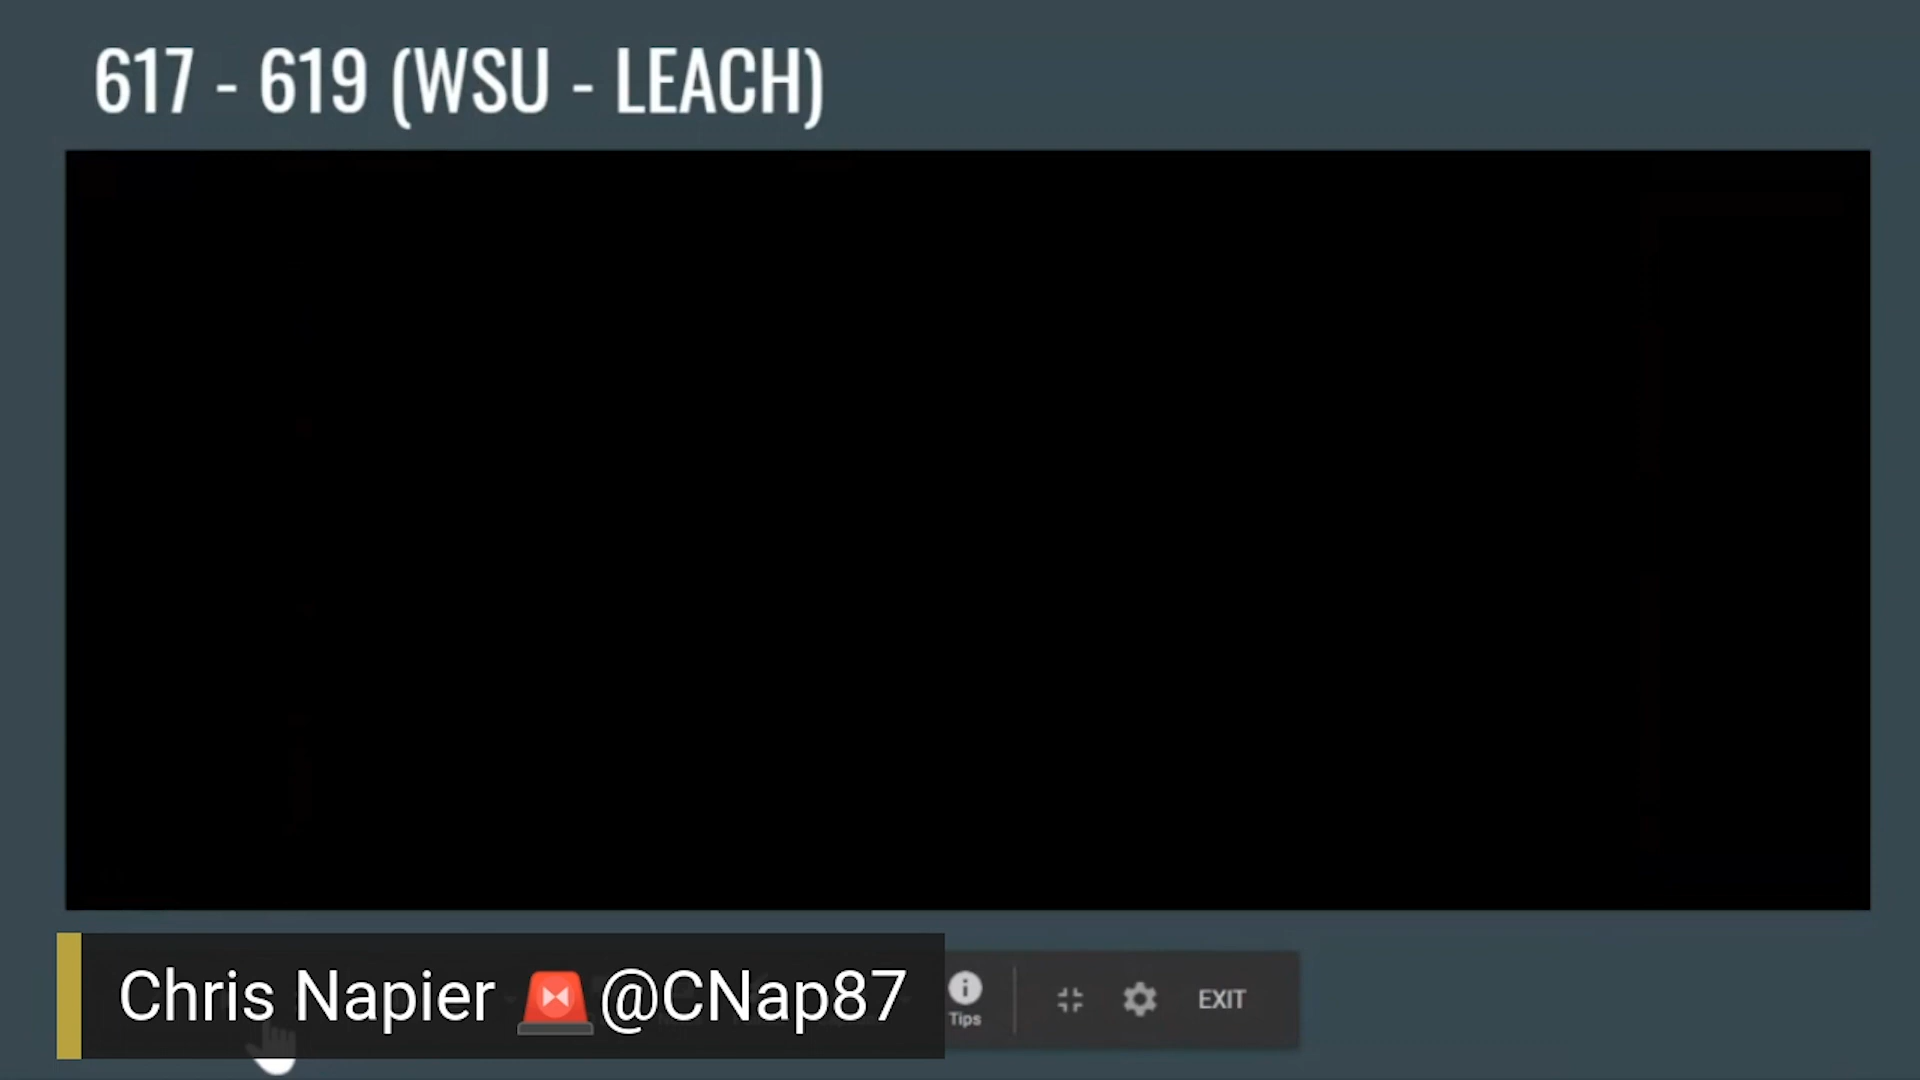 617 - 619 (WSU - LEACH)
Chris Napier 🚨@CNap87
Tips
EXIT